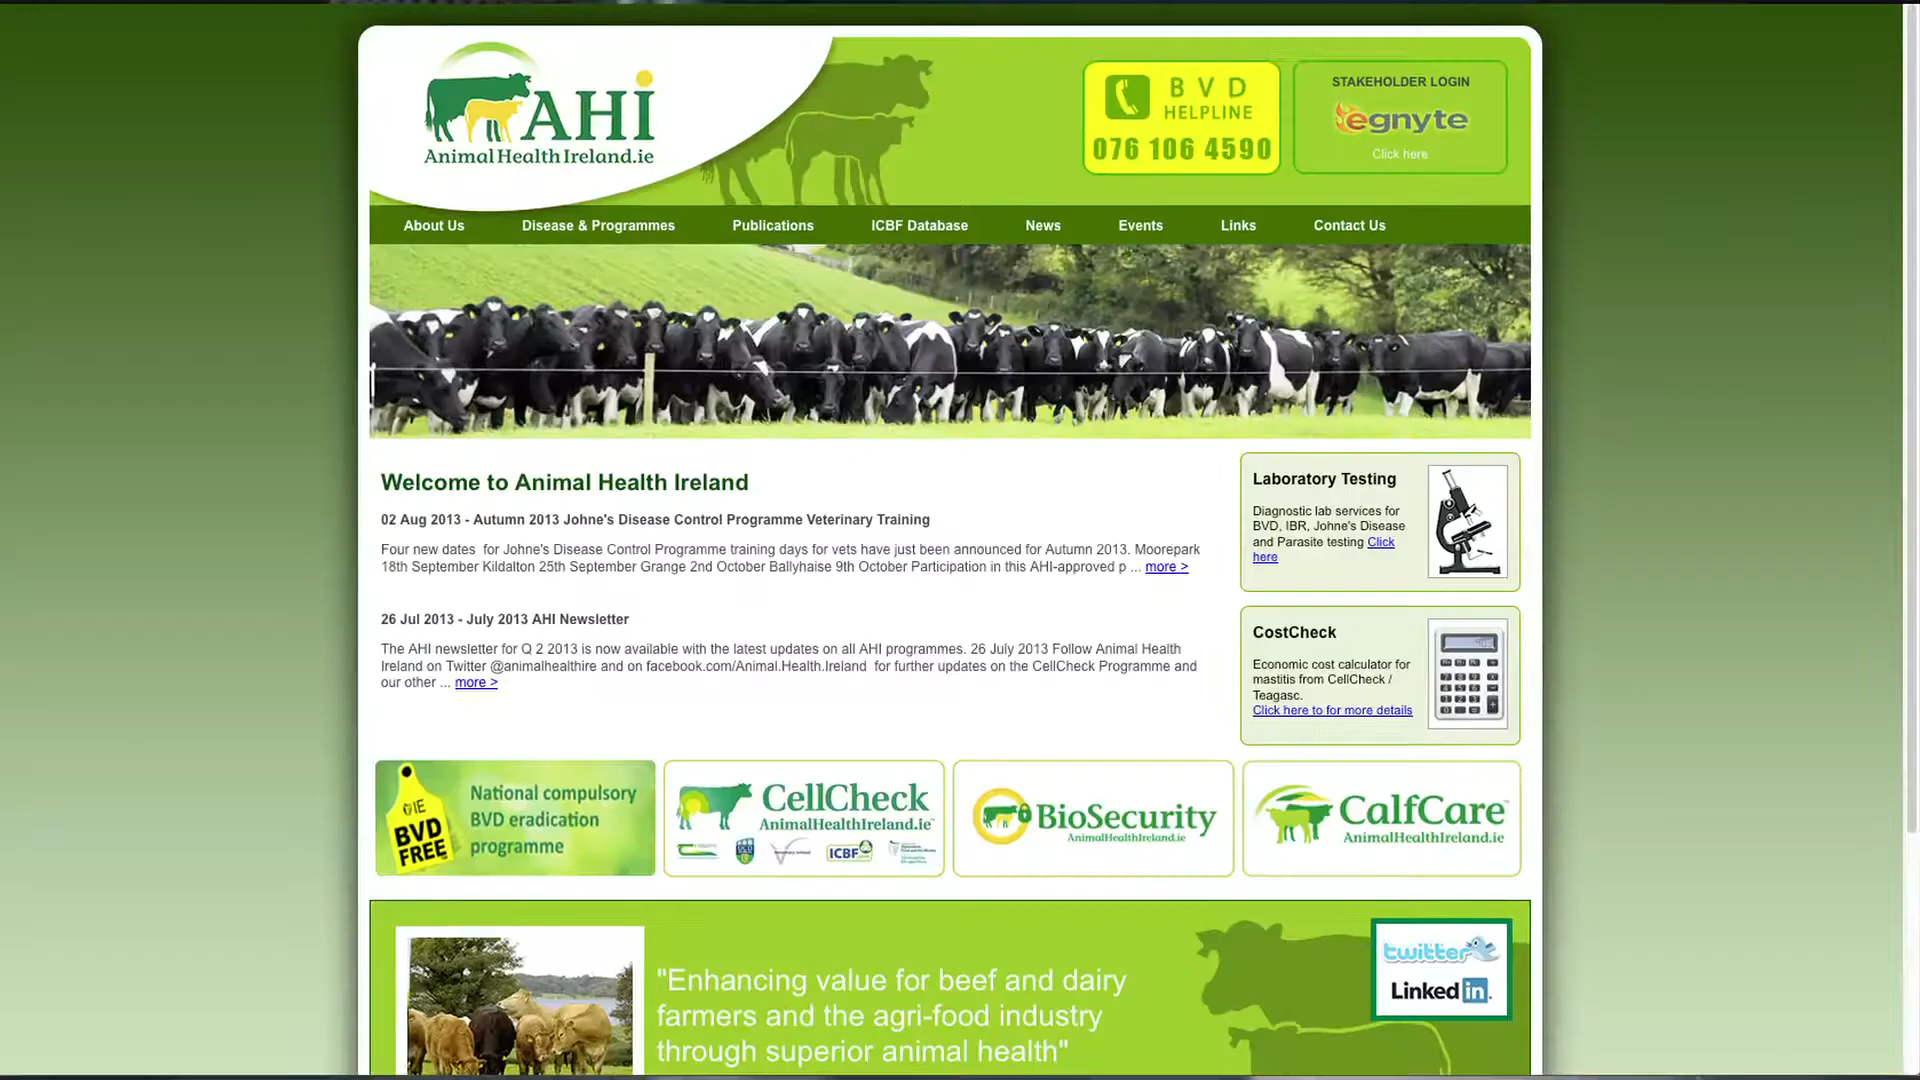 AHI
AnimalHealthIreland.ie
BVD
HELPLINE
076 106 4590
STAKEHOLDER LOGIN
egnyte
Click here
About Us
Disease & Programmes
Publications
ICBF Database
News
Events
Links
Contact Us
Welcome to Animal Health Ireland
02 Aug 2013 - Autumn 2013 Johne's Disease Control Programme Veterinary Training
Four new dates for Johne's Disease Control Programme training days for vets have just been announced for Autumn 2013. Moorepark
18th September Kildalton 25th September Grange 2nd October Ballyhaise 9th October Participation in this AHI-approved p ... more >
26 Jul 2013 - July 2013 AHI Newsletter
The AHI newsletter for Q 2 2013 is now available with the latest updates on all AHI programmes. 26 July 2013 Follow Animal Health
Ireland on Twitter @animalhealthire and on facebook.com/Animal.Health.Ireland for further updates on the CellCheck Programme and
our other ... more >
Laboratory Testing
Diagnostic lab services for
BVD, IBR, Johne's Disease
and Parasite testing Click
here
CostCheck
Economic cost calculator for
mastitis from CellCheck /
Teagasc.
Click here to for more details
IE
BVD
FREE
National compulsory
BVD eradication
programme
CellCheck
AnimalHealthIreland.ie
ICBF
BioSecurity
AnimalHealthIreland.ie
CalfCare
AnimalHealthIreland.ie
"Enhancing value for beef and dairy
farmers and the agri-food industry
through superior animal health"
twitter
Linked in